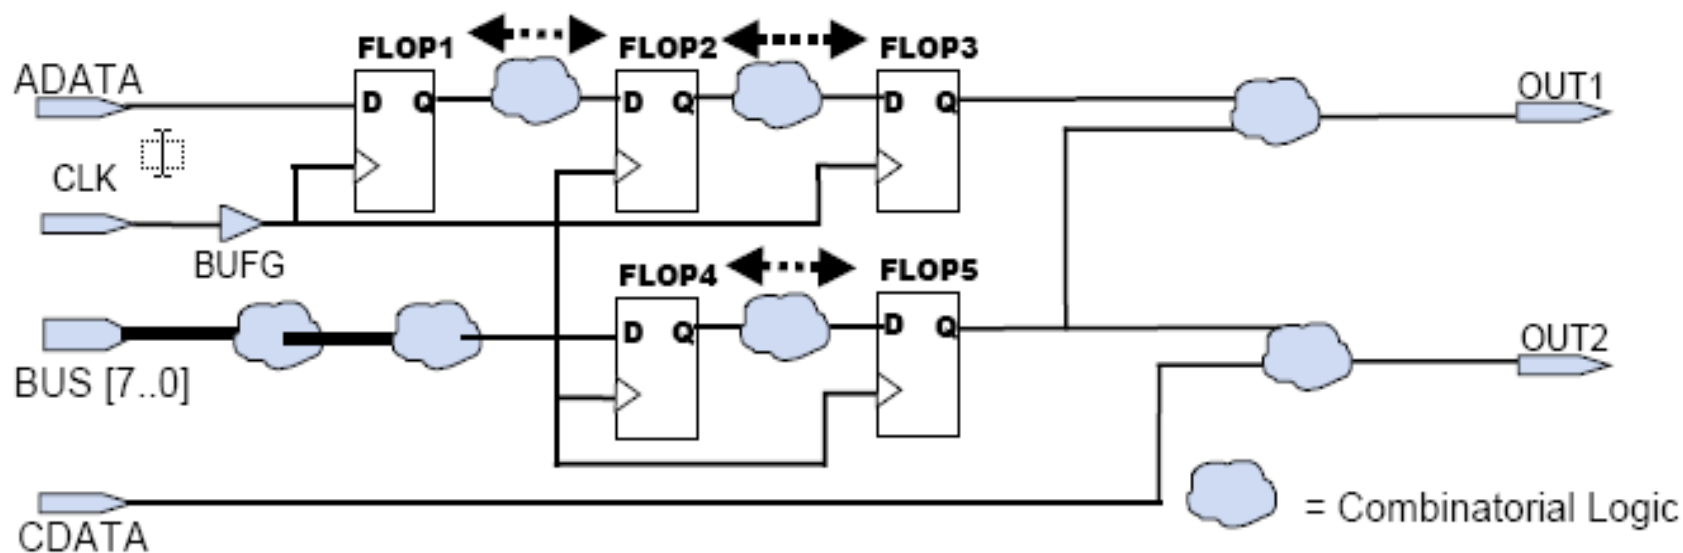 FLOP1
FLOP2
FLOP3
ADATA
D Q
D Q
D Q
OUT1
CLK
BUFG
FLOP4
FLOP5
BUS [7..0]
D Q
D Q
OUT2
CDATA
= Combinatorial Logic